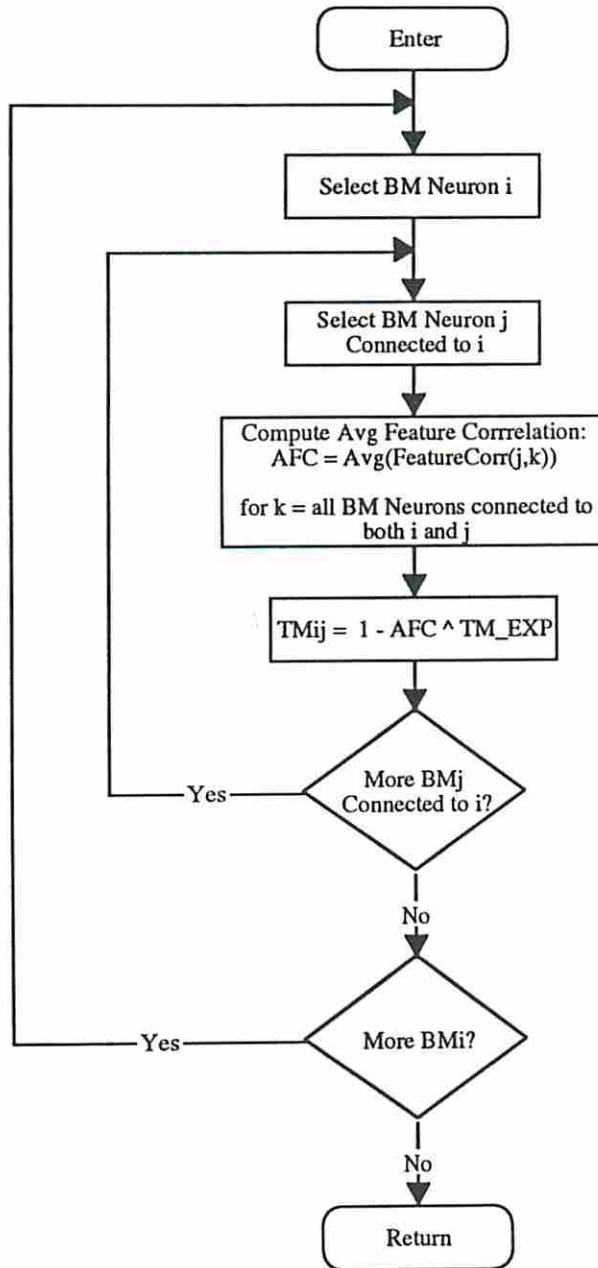 Enter
Select BM Neuron i
Select BM Neuron j
Connected to i
Compute Avg Feature Corrrelation:
AFC = Avg(FeatureCorr(j,k))
for k = all BM Neurons connected to
both i and j
TMij = 1 - AFC ^ TM_EXP
More BMj
Connected to i?
Yes
No
More BMi?
Yes
No
Return